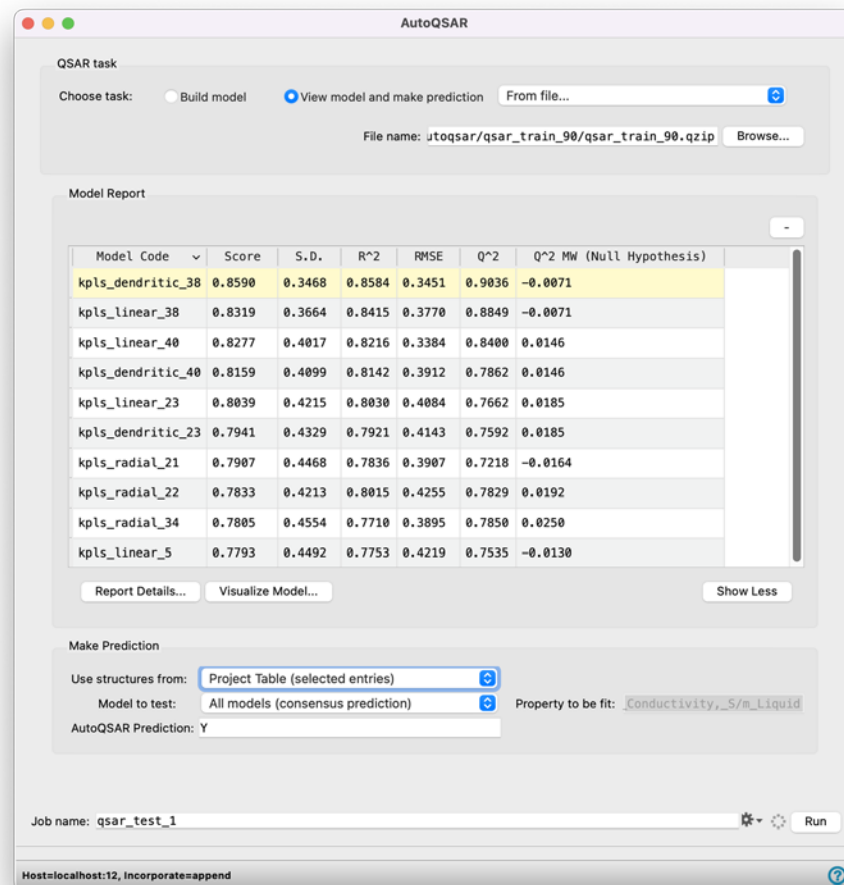 AutoQSAR
QSAR task
Choose task: Build model View model and make prediction From file...
File name: utoqsar/qsar_train_90/qsar_train_90.qzip Browse...
Model Report
-
Model Code Score S.D. R^2 RMSE Q^2 Q^2 MW (Null Hypothesis)
kpls_dendritic_38 0.8590 0.3468 0.8584 0.3451 0.9036 -0.0071
kpls_linear_38 0.8319 0.3664 0.8415 0.3770 0.8849 -0.0071
kpls_linear_40 0.8277 0.4017 0.8216 0.3384 0.8400 0.0146
kpls_dendritic_40 0.8159 0.4099 0.8142 0.3912 0.7862 0.0146
kpls_linear_23 0.8039 0.4215 0.8030 0.4084 0.7662 0.0185
kpls_dendritic_23 0.7941 0.4329 0.7921 0.4143 0.7592 0.0185
kpls_radial_21 0.7907 0.4468 0.7836 0.3907 0.7218 -0.0164
kpls_radial_22 0.7833 0.4213 0.8015 0.4255 0.7829 0.0192
kpls_radial_34 0.7805 0.4554 0.7710 0.3895 0.7850 0.0250
kpls_linear_5 0.7793 0.4492 0.7753 0.4219 0.7535 -0.0130
Report Details... Visualize Model... Show Less
Make Prediction
Use structures from: Project Table (selected entries)
Model to test: All models (consensus prediction) Property to be fit: _Conductivity,_S/m_Liquid
AutoQSAR Prediction: Y
Job name: qsar_test_1 Run
Host=localhost:12, Incorporate=append ?